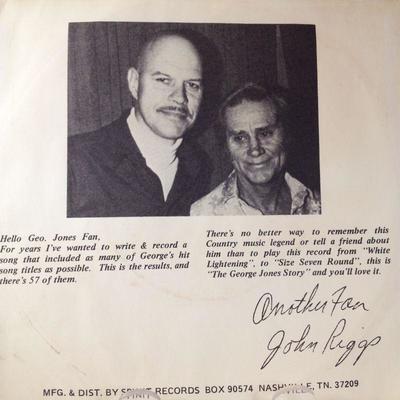 Hello Geo. Jones Fan,
For years I've wanted to write & record a
song that included as many of George's hit
song titles as possible. This is the results, and
there's 57 of them.
There's no better way to remember this
Country music legend or tell a friend about
him than to play this record from "White
Lightening", to "Size Seven Round", this is
"The George Jones Story" and you'll love it.
Another Fan
John Riggs
MFG. & DIST. BY SPIRIT RECORDS BOX 90574 NASHVILLE, TN. 37209